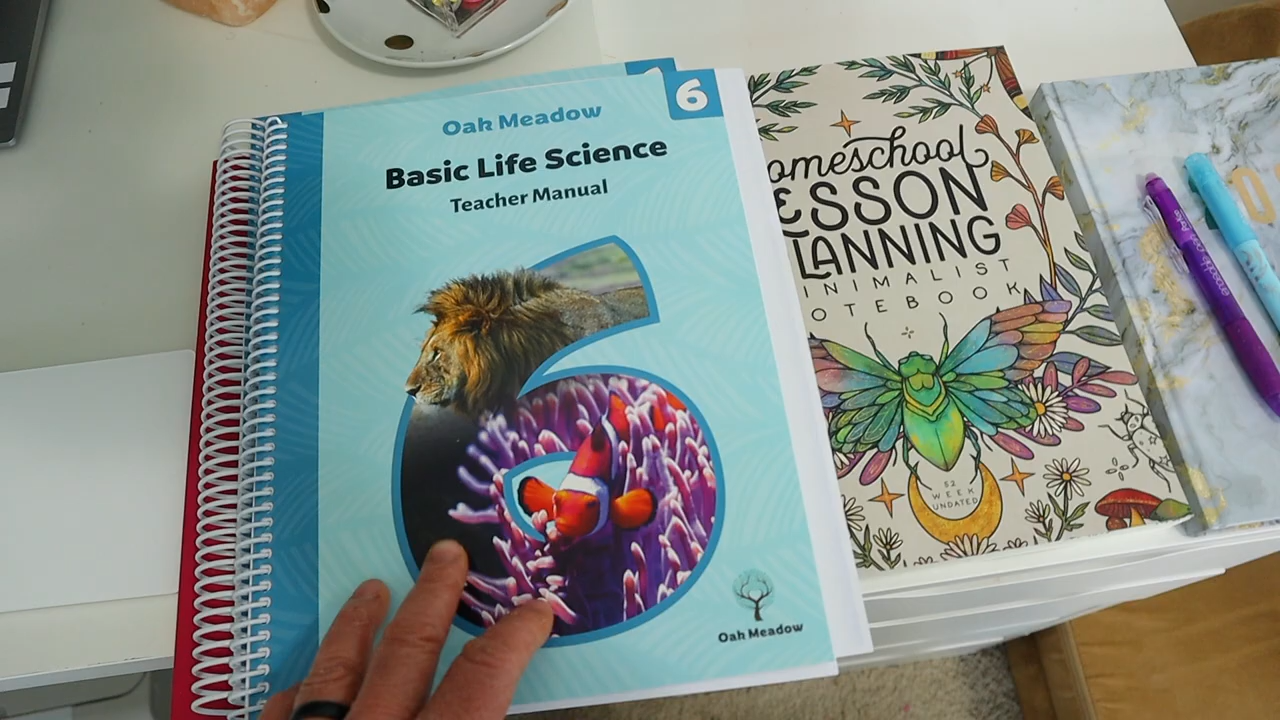 6
Oak Meadow
Basic Life Science
Teacher Manual
Oak Meadow
omeschool
ESSON
LANNING
INIMALIST
OTEBOOK
52
WEEK
UNDATED